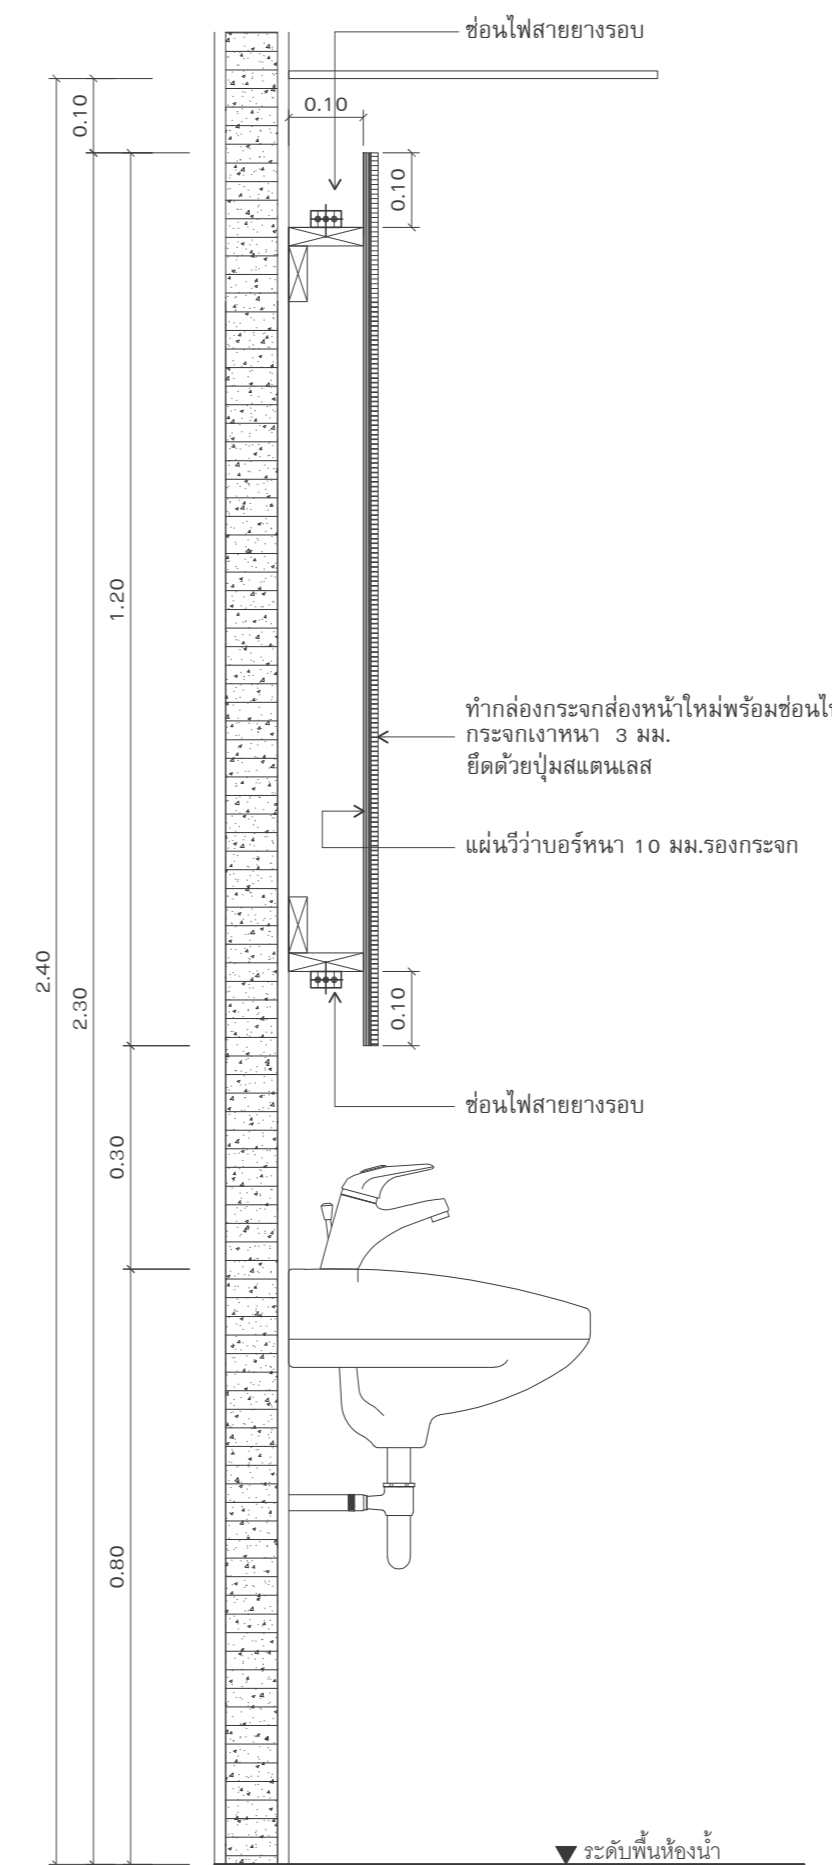 ซ่อนไฟสายยางรอบ
0.10
0.10
0.10
1.20
ทำกล่องกระจกส่องหน้าใหม่พร้อมซ่อนไฟ
กระจกเงาหนา 3 มม.
ยึดด้วยปุ่มสแตนเลส
แผ่นวีว่าบอร์หนา 10 มม.รองกระจก
2.40
2.30
0.10
ซ่อนไฟสายยางรอบ
0.30
0.80
ระดับพื้นห้องน้ำ